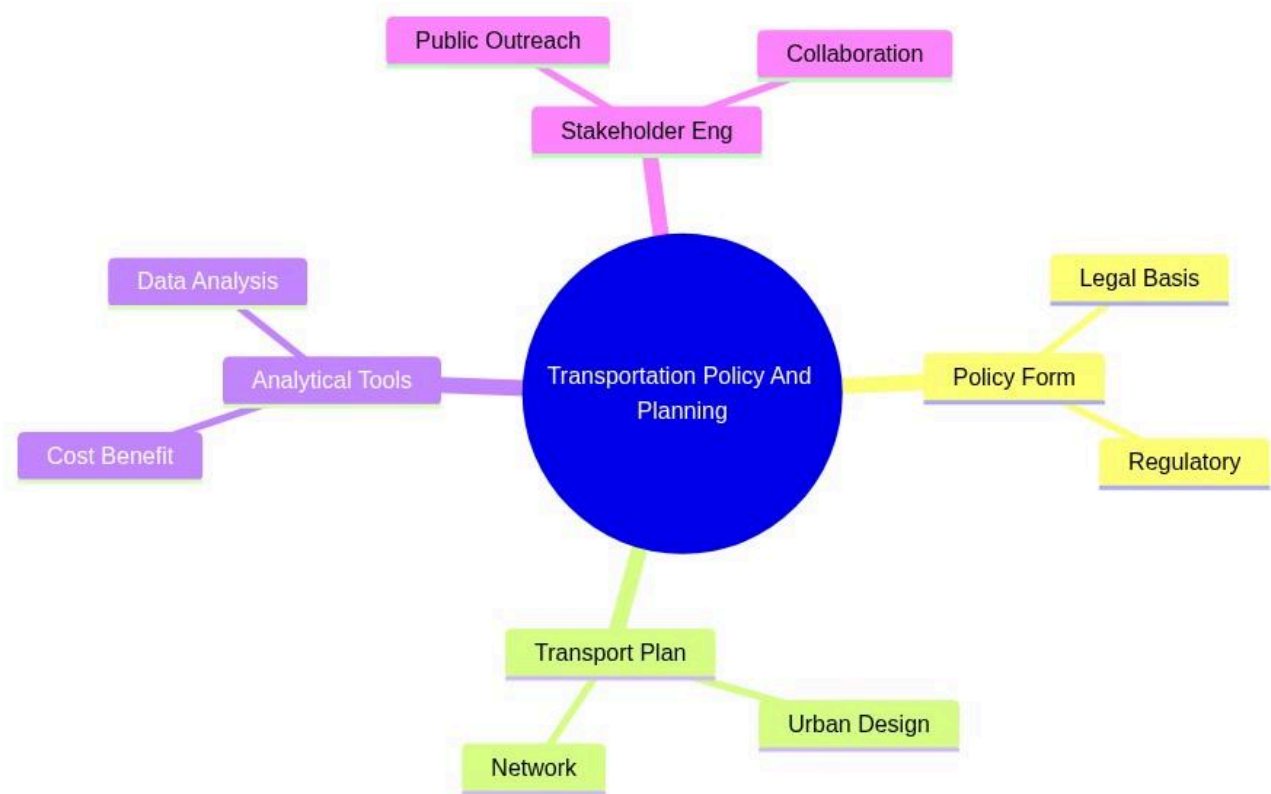 Public Outreach
Collaboration
Stakeholder Eng
Data Analysis
Legal Basis
Analytical Tools
Transportation Policy And
Planning
Policy Form
Cost Benefit
Regulatory
Transport Plan
Urban Design
Network